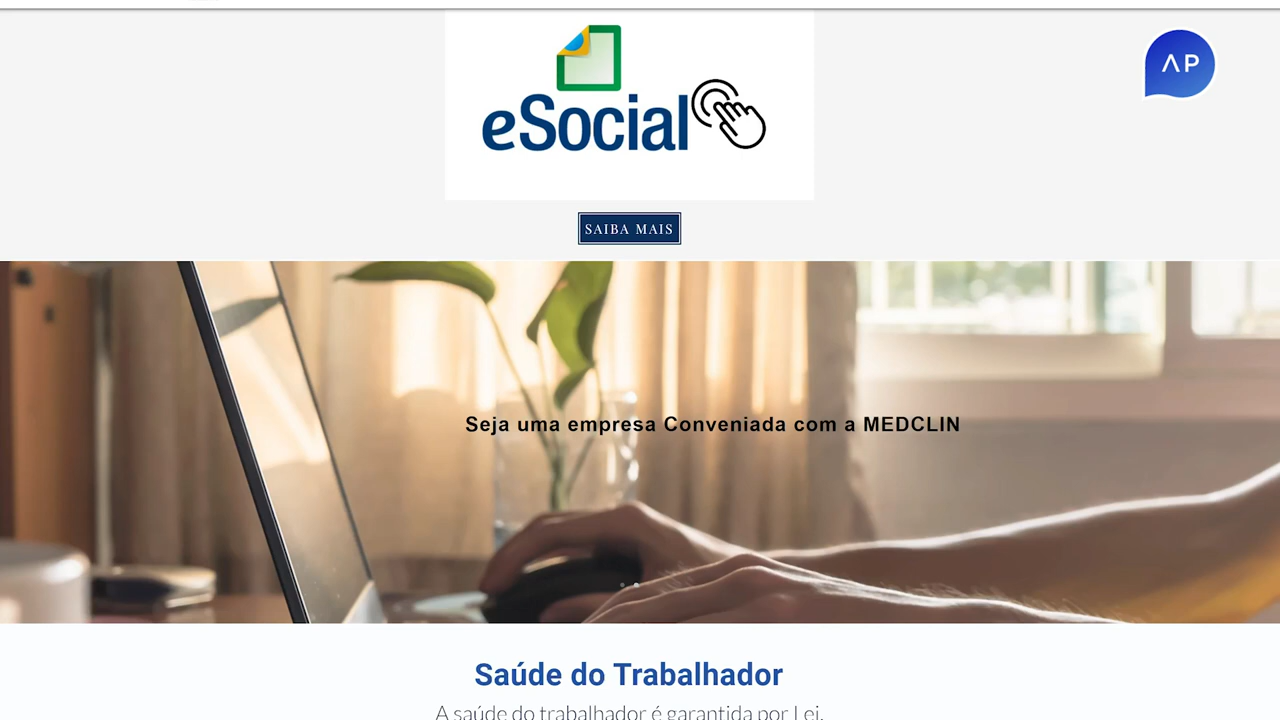 eSocial
AP
SAIBA MAIS
Seja uma empresa Conveniada com a MEDCLIN
Saúde do Trabalhador
A saúde do trabalhador é garantida por Lei.